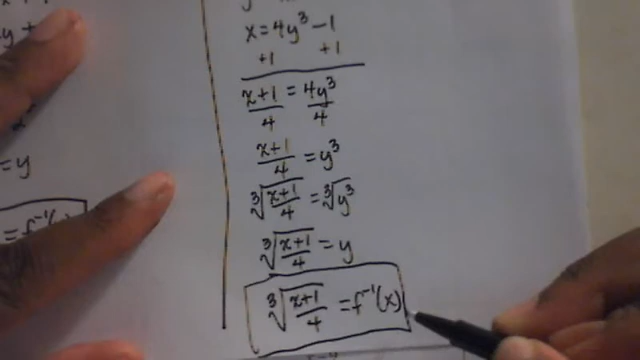 x = 4y³ - 1
+1 +1
x+1/4 = 4y³/4
x+1/4 = y³
∛(x+1/4) = ∛y³
∛(x+1/4) = y
∛(x+1/4) = f⁻¹(x)
= y
= f⁻¹(